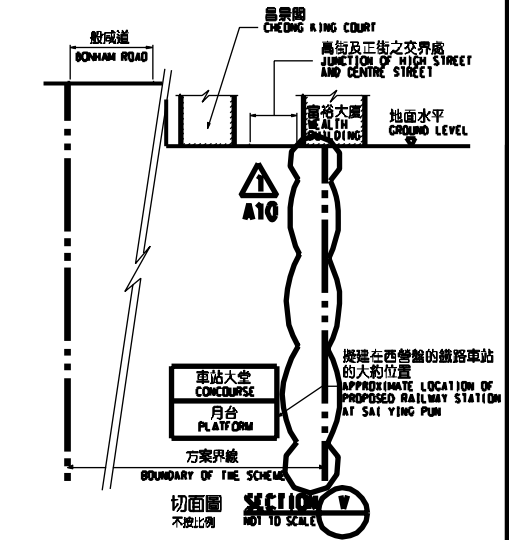 昌景閣
CHEONG KING COURT
般咸道
BONHAM ROAD
高街及正街之交界處
JUNCTION OF HIGH STREET
AND CENTRE STREET
富裕大廈
WEALTH
BUILDING
地面水平
GROUND LEVEL
1
A10
擬建在西營盤的鐵路車站
的大約位置
APPROXIMATE LOCATION OF
PROPOSED RAILWAY STATION
AT SAI YING PUN
車站大堂
CONCOURSE
月台
PLATFORM
方案界線
BOUNDARY OF THE SCHEME
切面圖
SECTION
V
不按比例
NOT TO SCALE